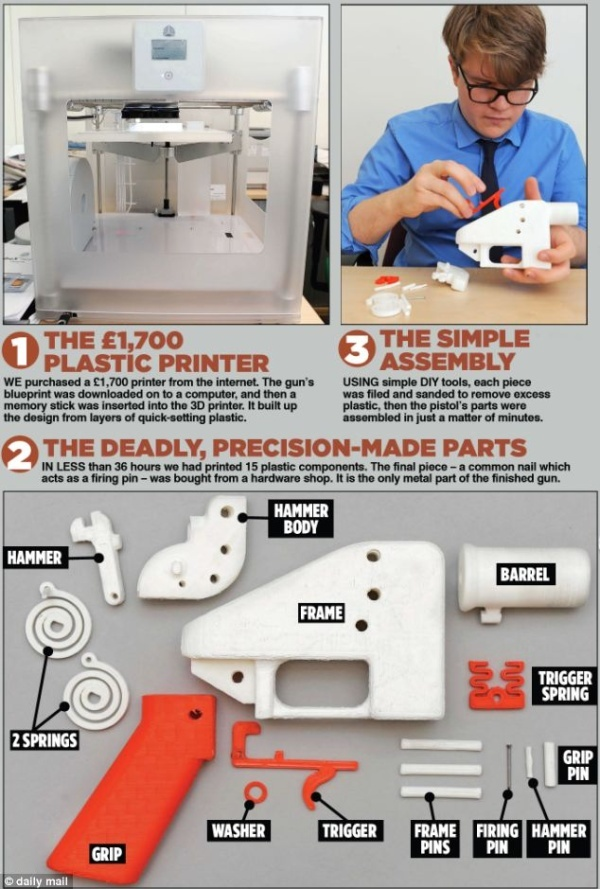 1 THE £1,700
PLASTIC PRINTER
WE purchased a £1,700 printer from the internet. The gun's
blueprint was downloaded on to a computer, and then a
memory stick was inserted into the 3D printer. It built up
the design from layers of quick-setting plastic.
3 THE SIMPLE
ASSEMBLY
USING simple DIY tools, each piece
was filed and sanded to remove excess
plastic, then the pistol's parts were
assembled in just a matter of minutes.
2 THE DEADLY, PRECISION-MADE PARTS
IN LESS than 36 hours we had printed 15 plastic components. The final piece – a common nail which
acts as a firing pin – was bought from a hardware shop. It is the only metal part of the finished gun.
HAMMER
HAMMER
BODY
FRAME
BARREL
2 SPRINGS
TRIGGER
SPRING
GRIP
WASHER
TRIGGER
FRAME
PINS
FIRING
PIN
HAMMER
PIN
GRIP
PIN
© daily mail